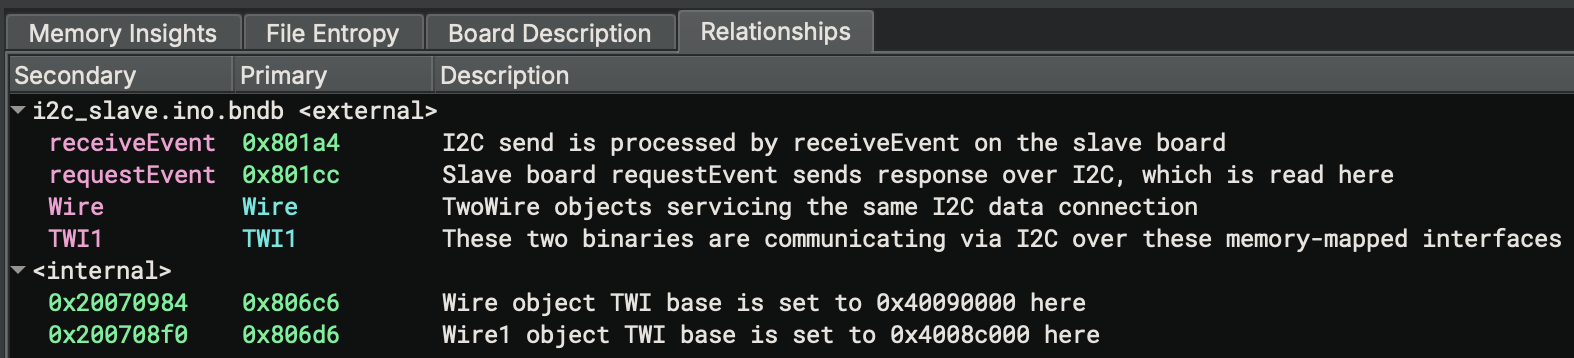 Memory Insights File Entropy Board Description Relationships
Secondary Primary Description
i2c_slave.ino.bndb <external>
receiveEvent 0x801a4 I2C send is processed by receiveEvent on the slave board
requestEvent 0x801cc Slave board requestEvent sends response over I2C, which is read here
Wire Wire TwoWire objects servicing the same I2C data connection
TWI1 TWI1 These two binaries are communicating via I2C over these memory-mapped interfaces
<internal>
0x20070984 0x806c6 Wire object TWI base is set to 0x40090000 here
0x200708f0 0x806d6 Wire1 object TWI base is set to 0x4008c000 here